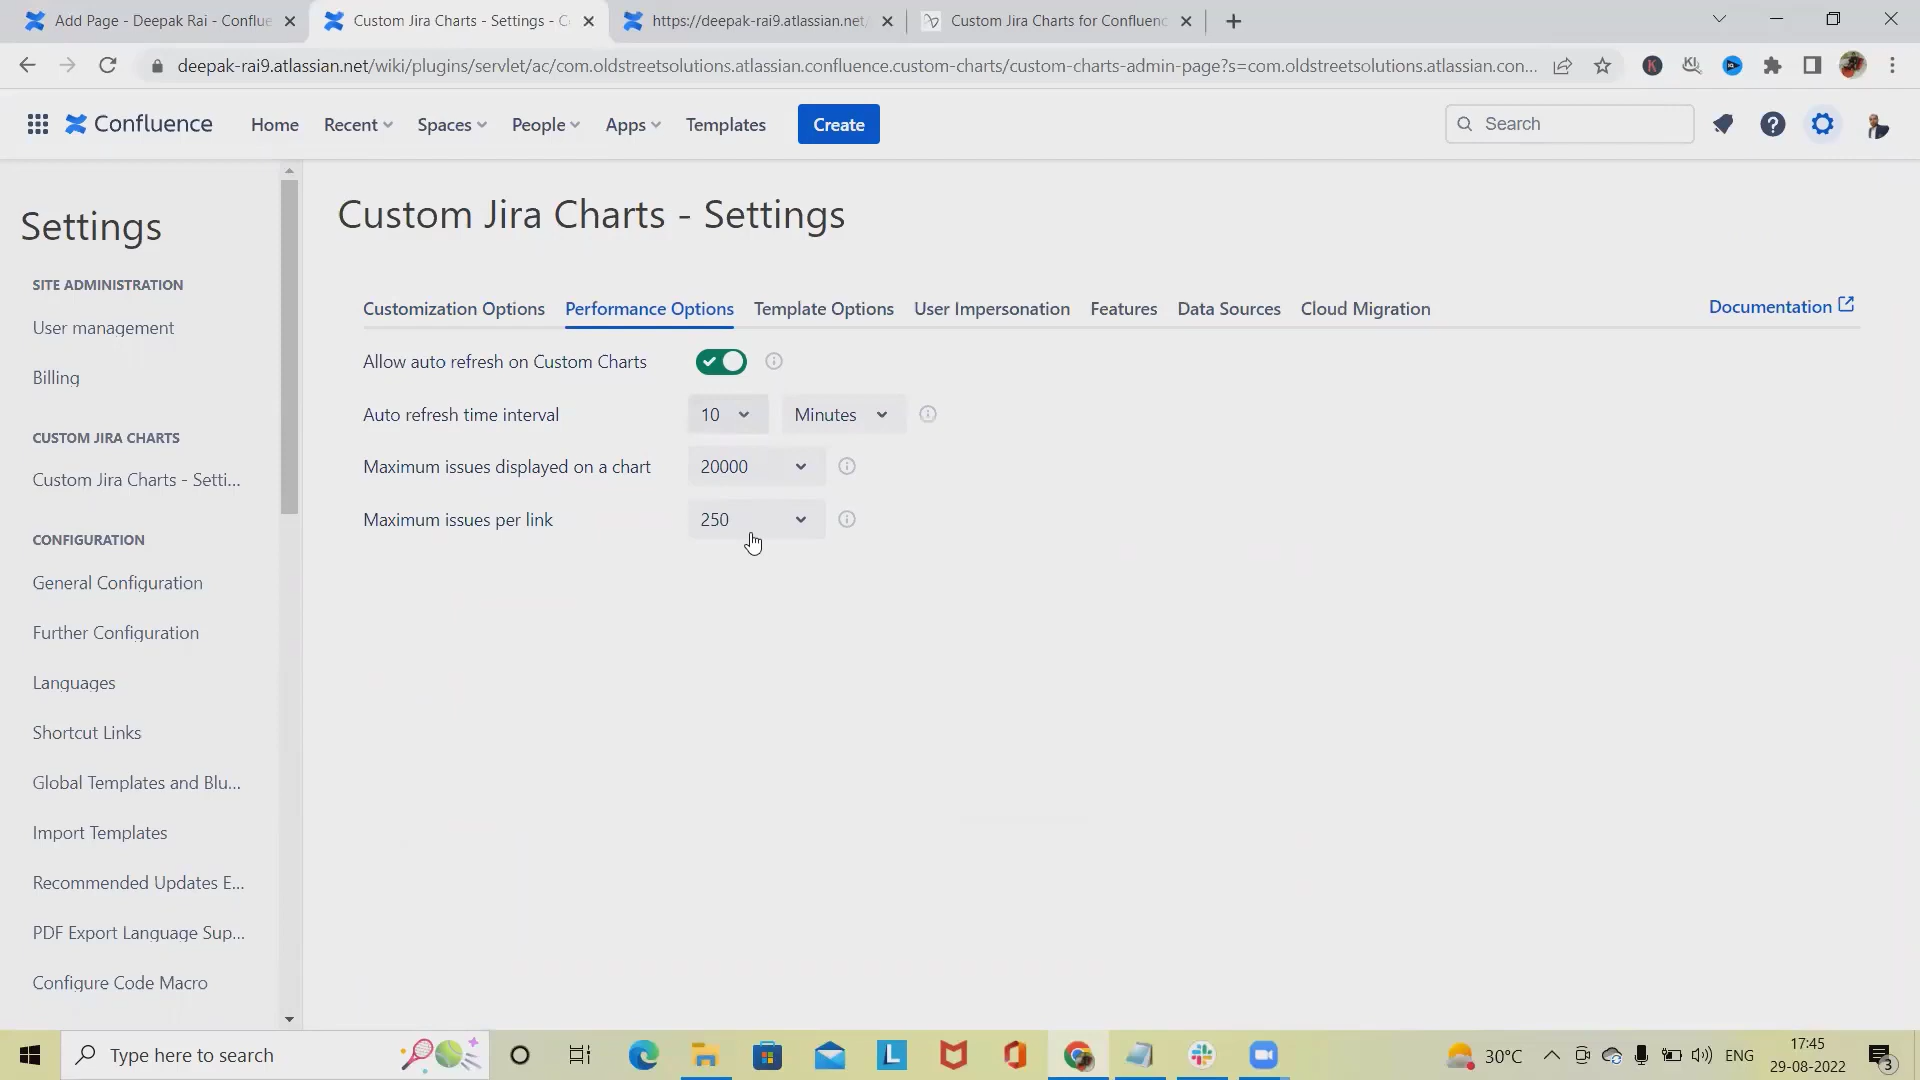 Add Page - Deepak Rai - Conflue
Custom Jira Charts - Settings - C
https://deepak-rai9.atlassian.net/
Custom Jira Charts for Confluenc
deepak-rai9.atlassian.net/wiki/plugins/servlet/ac/com.oldstreetsolutions.atlassian.confluence.custom-charts/custom-charts-admin-page?s=com.oldstreetsolutions.atlassian.con...
Confluence
Home
Recent
Spaces
People
Apps
Templates
Create
Search
Settings
SITE ADMINISTRATION
User management
Billing
CUSTOM JIRA CHARTS
Custom Jira Charts - Setti...
CONFIGURATION
General Configuration
Further Configuration
Languages
Shortcut Links
Global Templates and Blu...
Import Templates
Recommended Updates E...
PDF Export Language Sup...
Configure Code Macro
Custom Jira Charts - Settings
Customization Options
Performance Options
Template Options
User Impersonation
Features
Data Sources
Cloud Migration
Documentation
Allow auto refresh on Custom Charts
Auto refresh time interval
10
Minutes
Maximum issues displayed on a chart
20000
Maximum issues per link
250
Type here to search
30°C
ENG
17:45
29-08-2022
3